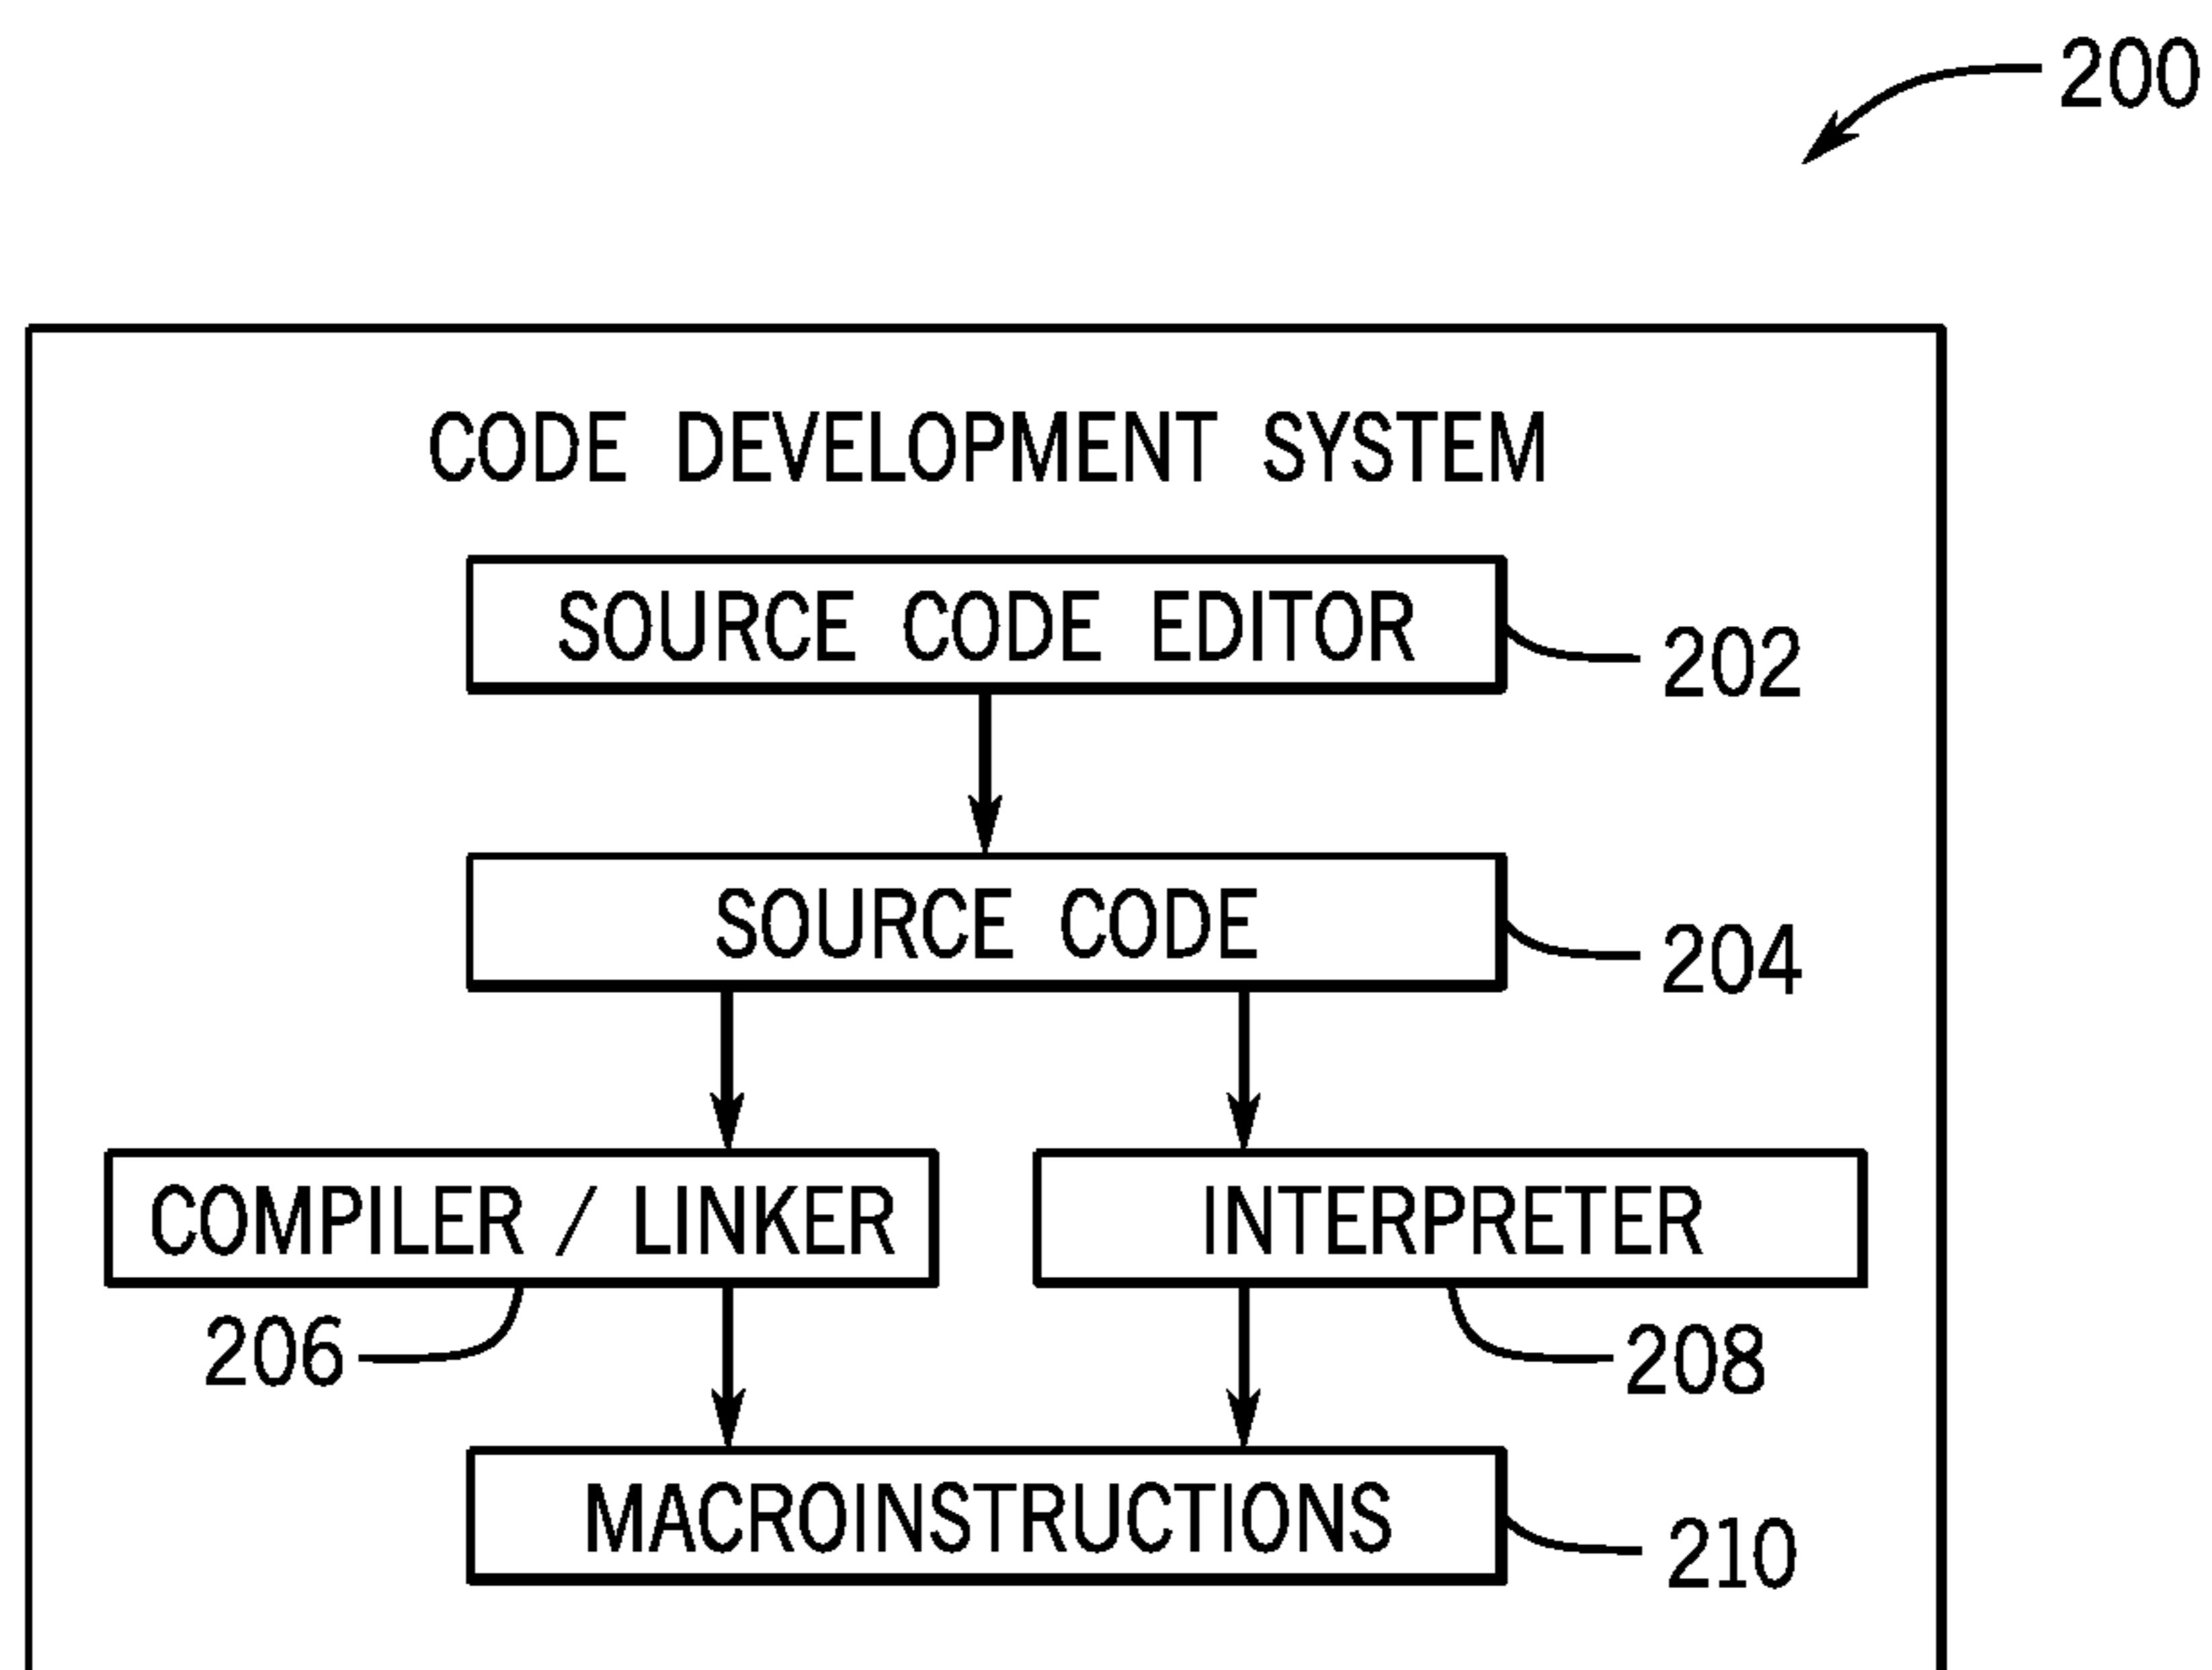 200
CODE DEVELOPMENT SYSTEM
SOURCE CODE EDITOR
202
SOURCE CODE
204
COMPILER / LINKER
INTERPRETER
206
208
MACROINSTRUCTIONS
210